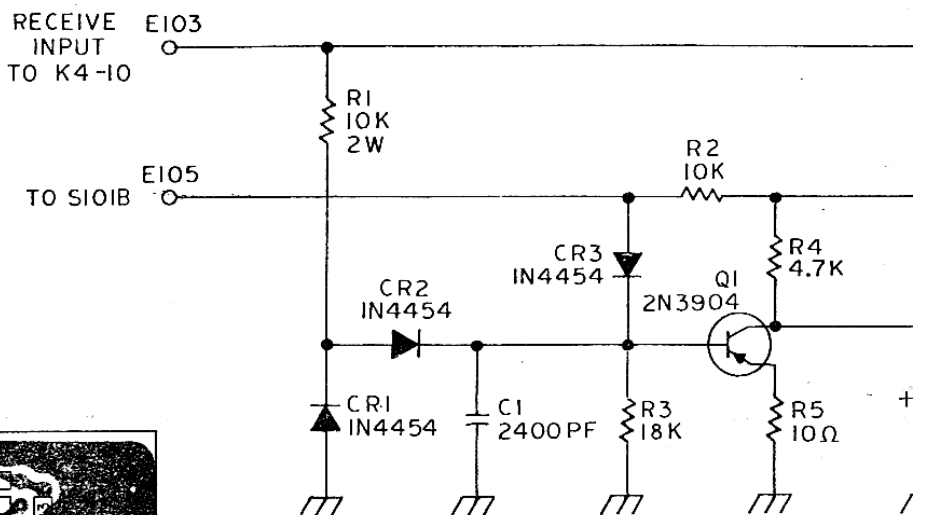 RECEIVE E103
INPUT
TO K4-10
R1
10K
2W
R2
10K
E105
TO S101B
CR3
1N4454
R4
4.7K
Q1
2N3904
CR2
1N4454
CR1
1N4454
C1
2400PF
R3
18K
R5
10Ω
+